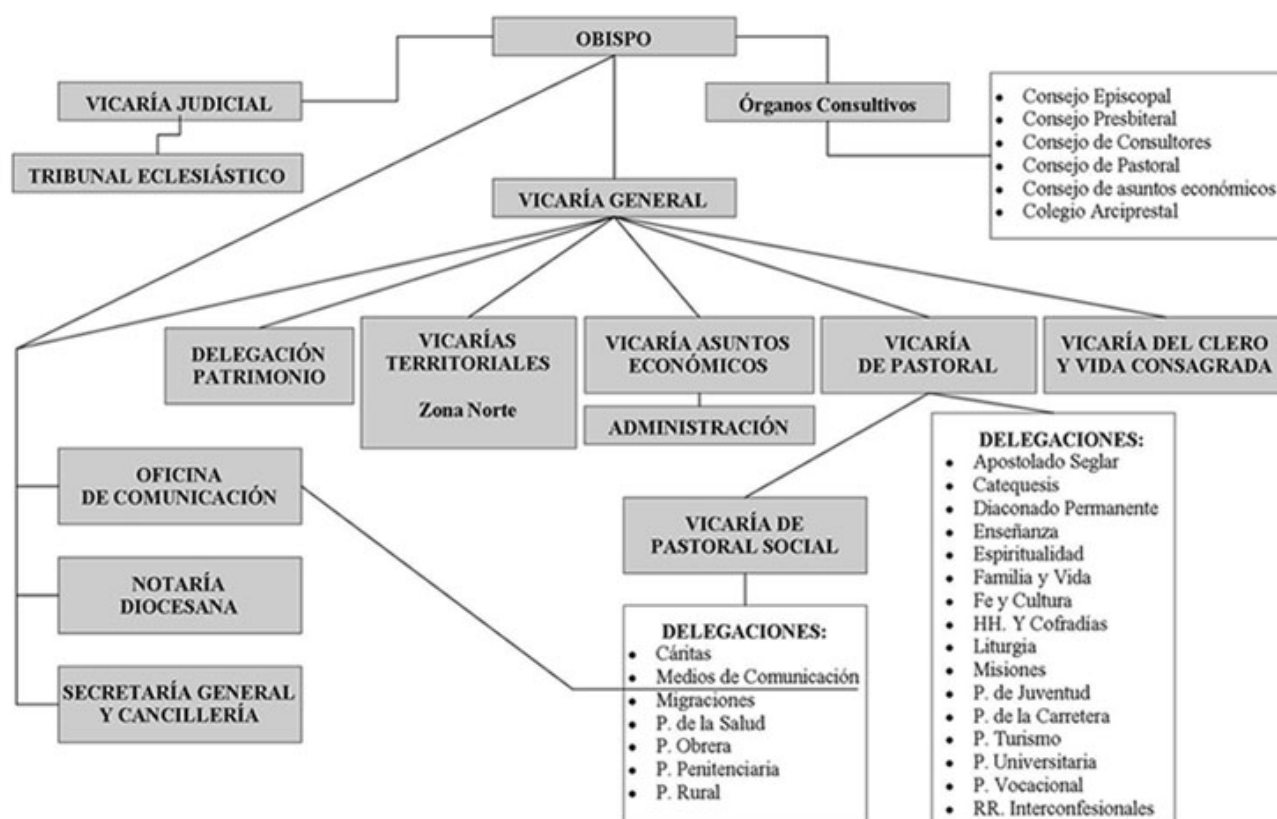 OBISPO
VICARÍA JUDICIAL
TRIBUNAL ECLESIÁSTICO
Órganos Consultivos
Consejo Episcopal
Consejo Presbiteral
Consejo de Consultores
Consejo de Pastoral
Consejo de asuntos económicos
Colegio Arciprestal
VICARÍA GENERAL
DELEGACIÓN
PATRIMONIO
VICARÍAS
TERRITORIALES
Zona Norte
VICARÍA ASUNTOS
ECONÓMICOS
ADMINISTRACIÓN
VICARÍA
DE PASTORAL
VICARÍA DEL CLERO
Y VIDA CONSAGRADA
OFICINA
DE COMUNICACIÓN
NOTARÍA
DIOCESANA
SECRETARÍA GENERAL
Y CANCILLERÍA
VICARÍA DE
PASTORAL SOCIAL
DELEGACIONES:
Cáritas
Medios de Comunicación
Migraciones
P. de la Salud
P. Obrera
P. Penitenciaria
P. Rural
DELEGACIONES:
Apostolado Seglar
Catequesis
Diaconado Permanente
Enseñanza
Espiritualidad
Familia y Vida
Fe y Cultura
HH. Y Cofradías
Liturgia
Misiones
P. de Juventud
P. de la Carretera
P. Turismo
P. Universitaria
P. Vocacional
RR. Interconfesionales